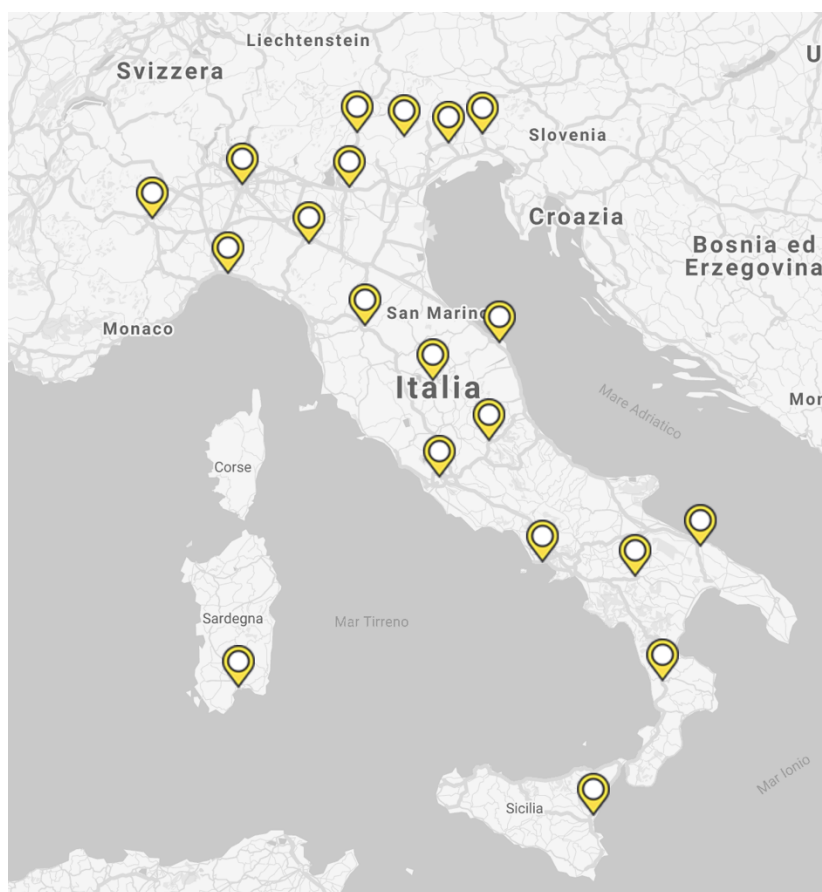 Liechtenstein
Svizzera
U
Slovenia
Croazia
Bosnia ed
Erzegovina
San Marino
Monaco
Italia
Mare Adriatico
Mor
Corse
Sardegna
Mar Tirreno
Mar Ionio
Sicilia